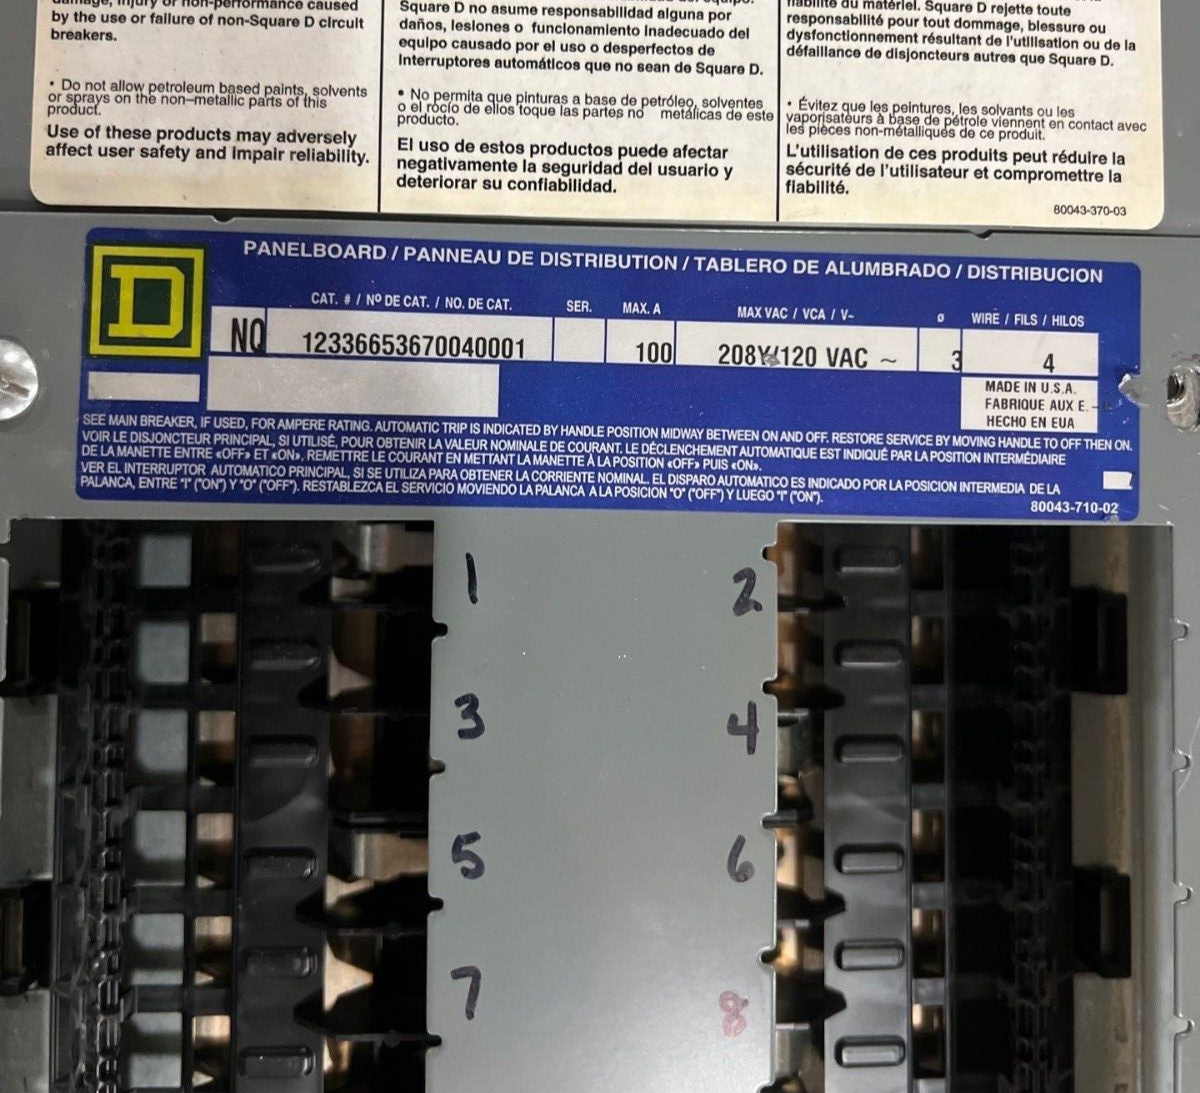 by the use or failure of non-Square D circuit
breakers.
• Do not allow petroleum based paints, solvents
or sprays on the non-metallic parts of this
product.
Use of these products may adversely
affect user safety and impair reliability.
Square D no asume responsabilidad alguna por
daños, lesiones o funcionamiento inadecuado del
equipo causado por el uso o desperfectos de
Interruptores automáticos que no sean de Square D.
• No permita que pinturas a base de petróleo, solventes
o el rocío de ellos toque las partes no metálicas de este
producto.
El uso de estos productos puede afectar
negativamente la seguridad del usuario y
deteriorar su confiabilidad.
du matériel. Square D rejette toute
responsabilité pour tout dommage, blessure ou
dysfonctionnement résultant de l'utilisation ou de la
défaillance de disjoncteurs autres que Square D.
• Évitez que les peintures, les solvants ou les
vaporisateurs à base de pétrole viennent en contact avec
les pièces non-métalliques de ce produit.
L'utilisation de ces produits peut réduire la
sécurité de l'utilisateur et compromettre la
fiabilité.
80043-370-03
D
PANELBOARD / PANNEAU DE DISTRIBUTION / TABLERO DE ALUMBRADO / DISTRIBUCION
CAT. # / Nº DE CAT. / NO. DE CAT. SER. MAX. A MAX VAC / VCA / V~ ø WIRE / FILS / HILOS
NQ 12336653670040001 100 208Y/120 VAC ~ 3 4
MADE IN U.S.A.
FABRIQUE AUX E.-
HECHO EN EUA
SEE MAIN BREAKER, IF USED, FOR AMPERE RATING. AUTOMATIC TRIP IS INDICATED BY HANDLE POSITION MIDWAY BETWEEN ON AND OFF. RESTORE SERVICE BY MOVING HANDLE TO OFF THEN ON.
VOIR LE DISJONCTEUR PRINCIPAL, SI UTILISÉ, POUR OBTENIR LA VALEUR NOMINALE DE COURANT. LE DÉCLENCHEMENT AUTOMATIQUE EST INDIQUÉ PAR LA POSITION INTERMÉDIAIRE
DE LA MANETTE ENTRE «OFF» ET «ON». REMETTRE LE COURANT EN METTANT LA MANETTE À LA POSITION «OFF» PUIS «ON».
VER EL INTERRUPTOR AUTOMATICO PRINCIPAL, SI SE UTILIZA PARA OBTENER LA CORRIENTE NOMINAL. EL DISPARO AUTOMATICO ES INDICADO POR LA POSICION INTERMEDIA DE LA
PALANCA, ENTRE "I" ("ON") Y "O" ("OFF"). RESTABLEZCA EL SERVICIO MOVIENDO LA PALANCA A LA POSICION "O" ("OFF") Y LUEGO "I" ("ON").
80043-710-02
1 2
3 4
5 6
7 8